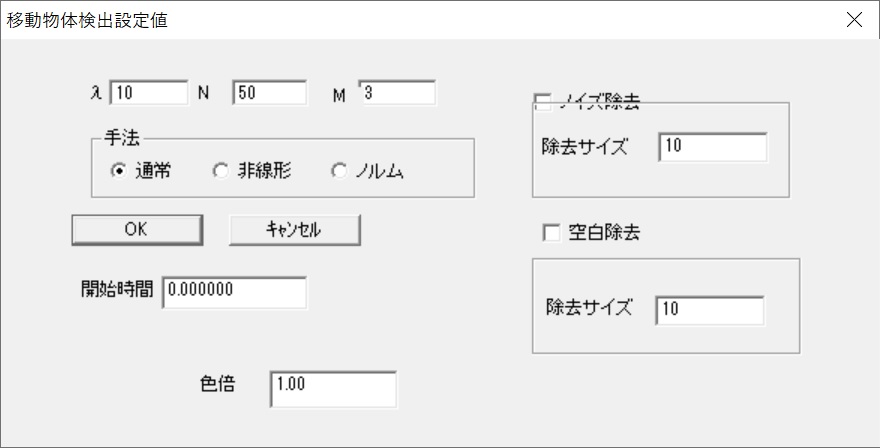 移動物体検出設定値
λ 10 N 50 M 3
手法
通常 非線形 ノルム
OK ｷｬﾝｾﾙ
開始時間 0.000000
色倍 1.00
ノイズ除去
除去サイズ 10
空白除去
除去サイズ 10